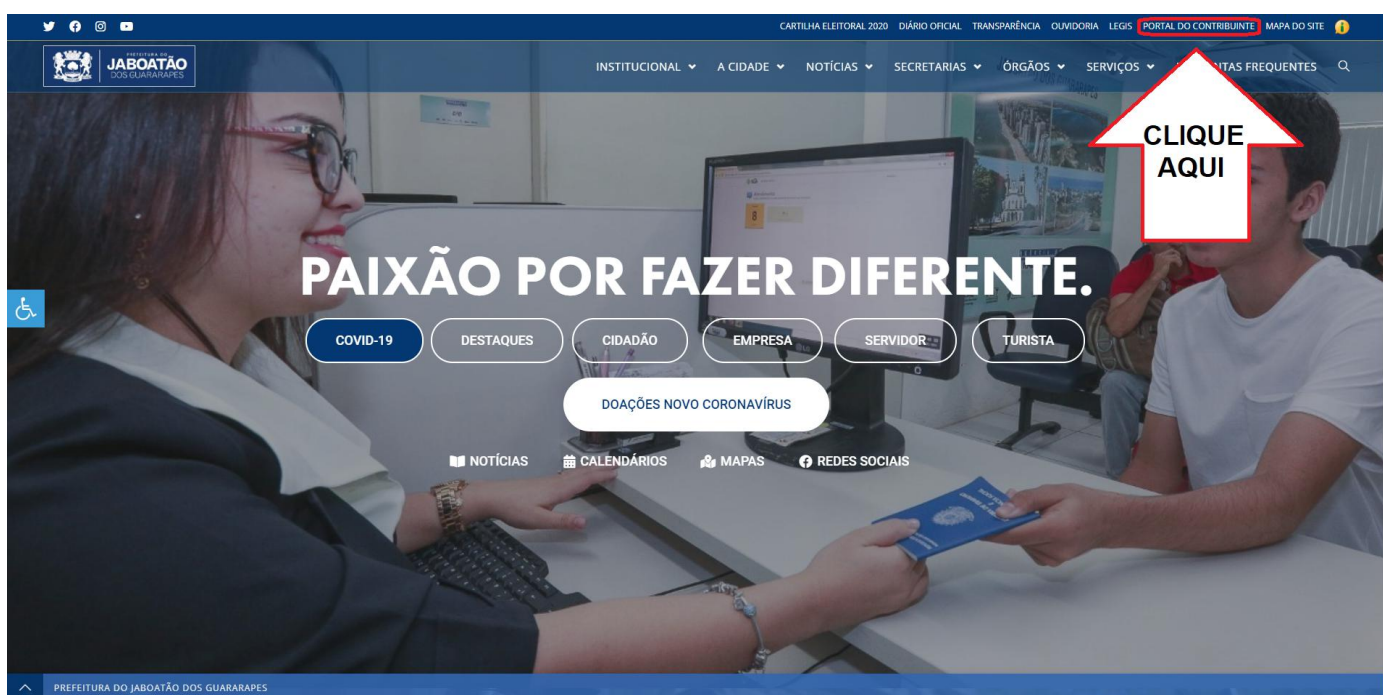 CARTILHA ELEITORAL 2020 DIÁRIO OFICIAL TRANSPARÊNCIA OUVIDORIA LEGIS PORTAL DO CONTRIBUINTE MAPA DO SITE
PREFEITURA DO
JABOATÃO
DOS GUARARAPES
INSTITUCIONAL A CIDADE NOTÍCIAS SECRETARIAS ÓRGÃOS SERVIÇOS TAS FREQUENTES
CLIQUE
AQUI
PAIXÃO POR FAZER DIFERENTE.
COVID-19 DESTAQUES CIDADÃO EMPRESA SERVIDOR TURISTA
DOAÇÕES NOVO CORONAVÍRUS
NOTÍCIAS CALENDÁRIOS MAPAS REDES SOCIAIS
PREFEITURA DO JABOATÃO DOS GUARARAPES